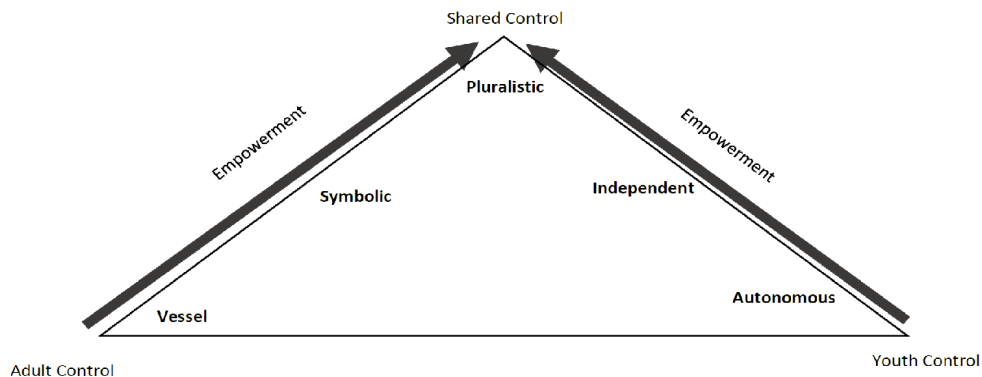 Shared Control
Pluralistic
Empowerment
Empowerment
Symbolic
Independent
Vessel
Autonomous
Adult Control
Youth Control